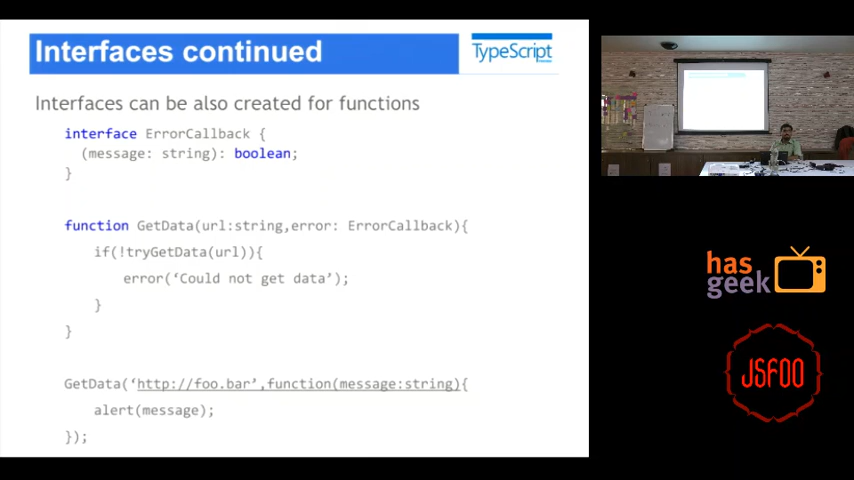 Interfaces continued
TypeScript
Interfaces can be also created for functions
interface ErrorCallback {
(message: string): boolean;
}
function GetData(url:string,error: ErrorCallback){
if(!tryGetData(url)){
error(‘Could not get data’);
}
}
GetData(‘http://foo.bar’,function(message:string){
alert(message);
});
has
geek
JSFOO